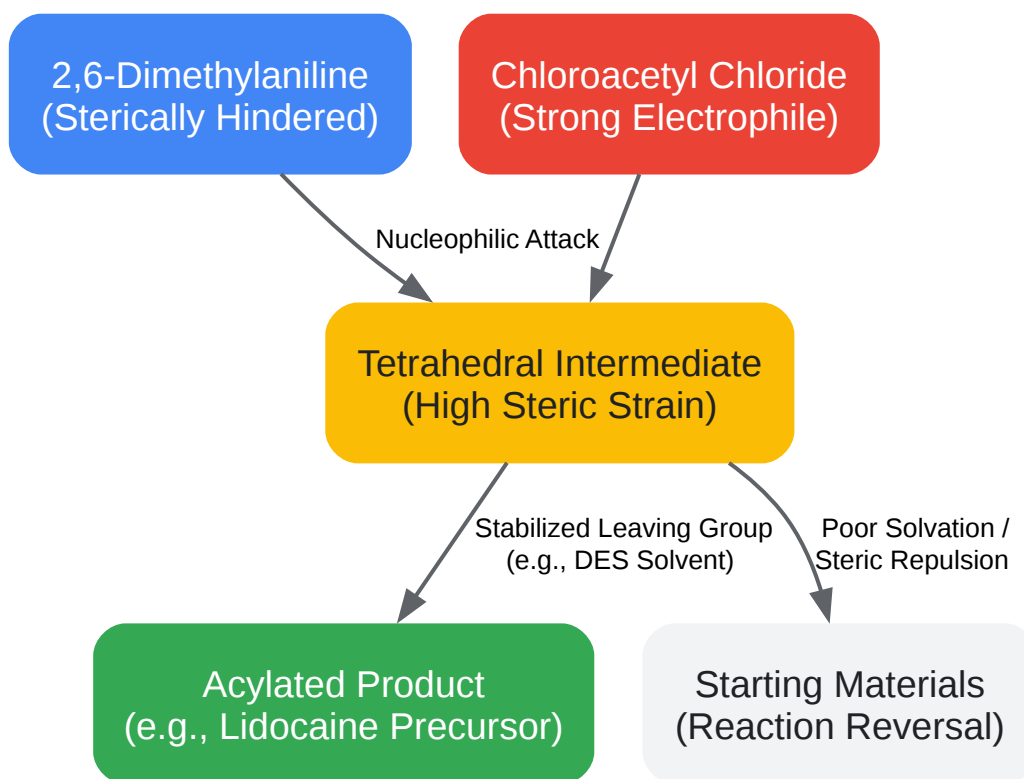 2,6-Dimethylaniline
(Sterically Hindered)
Chloroacetyl Chloride
(Strong Electrophile)
Nucleophilic Attack
Tetrahedral Intermediate
(High Steric Strain)
Stabilized Leaving Group
(e.g., DES Solvent)
Poor Solvation /
Steric Repulsion
Acylated Product
(e.g., Lidocaine Precursor)
Starting Materials
(Reaction Reversal)